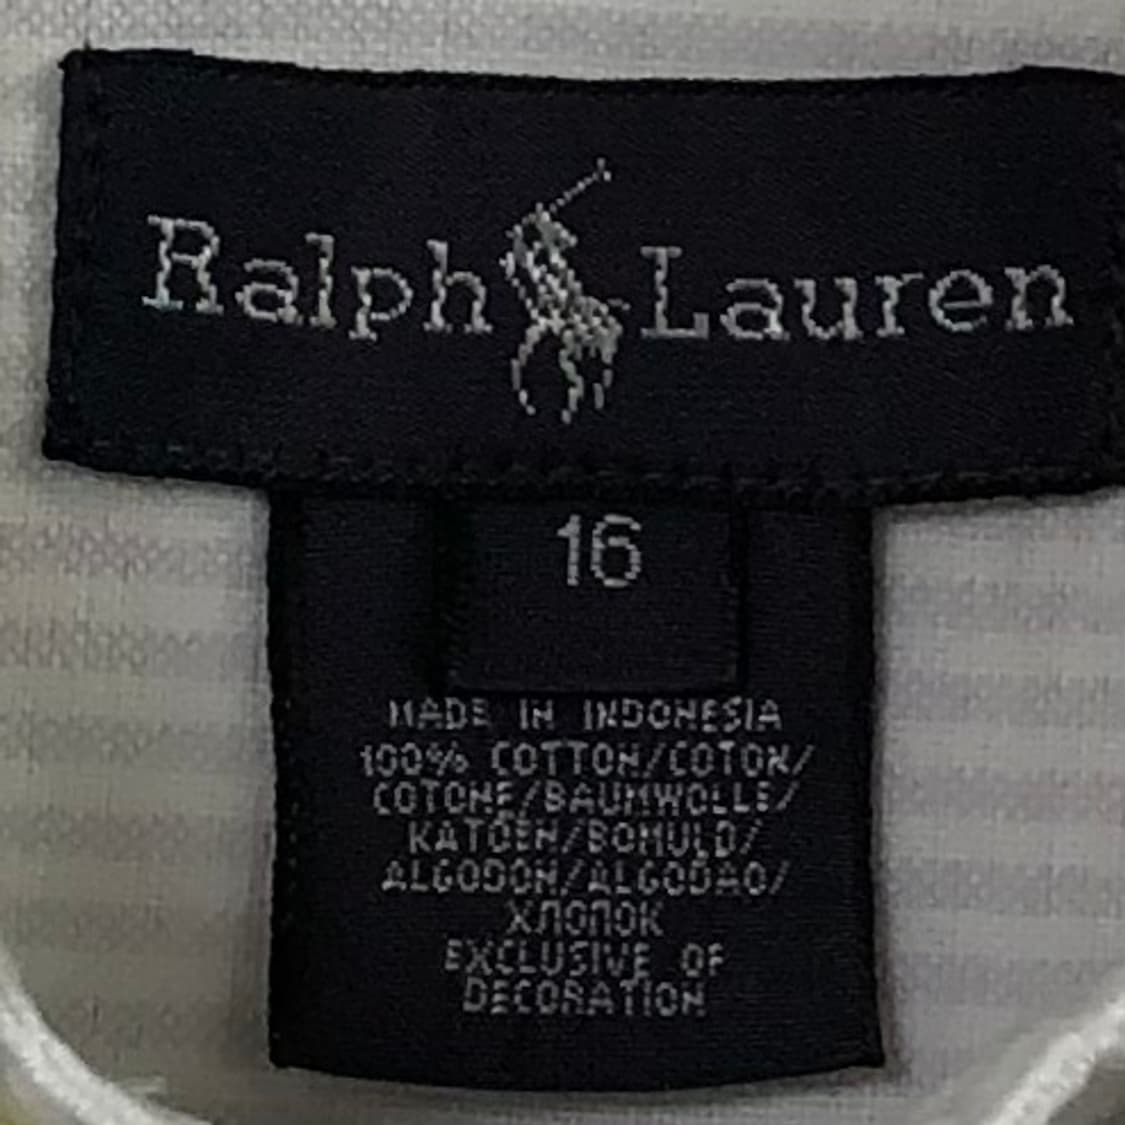 Ralph Lauren
16
MADE IN INDONESIA
100% COTTON/COTON/
COTONE/BAUMWOLLE/
KATOEN/BOMULD/
ALGODON/ALGODAO/
ХЛОПОК
EXCLUSIVE OF
DECORATION